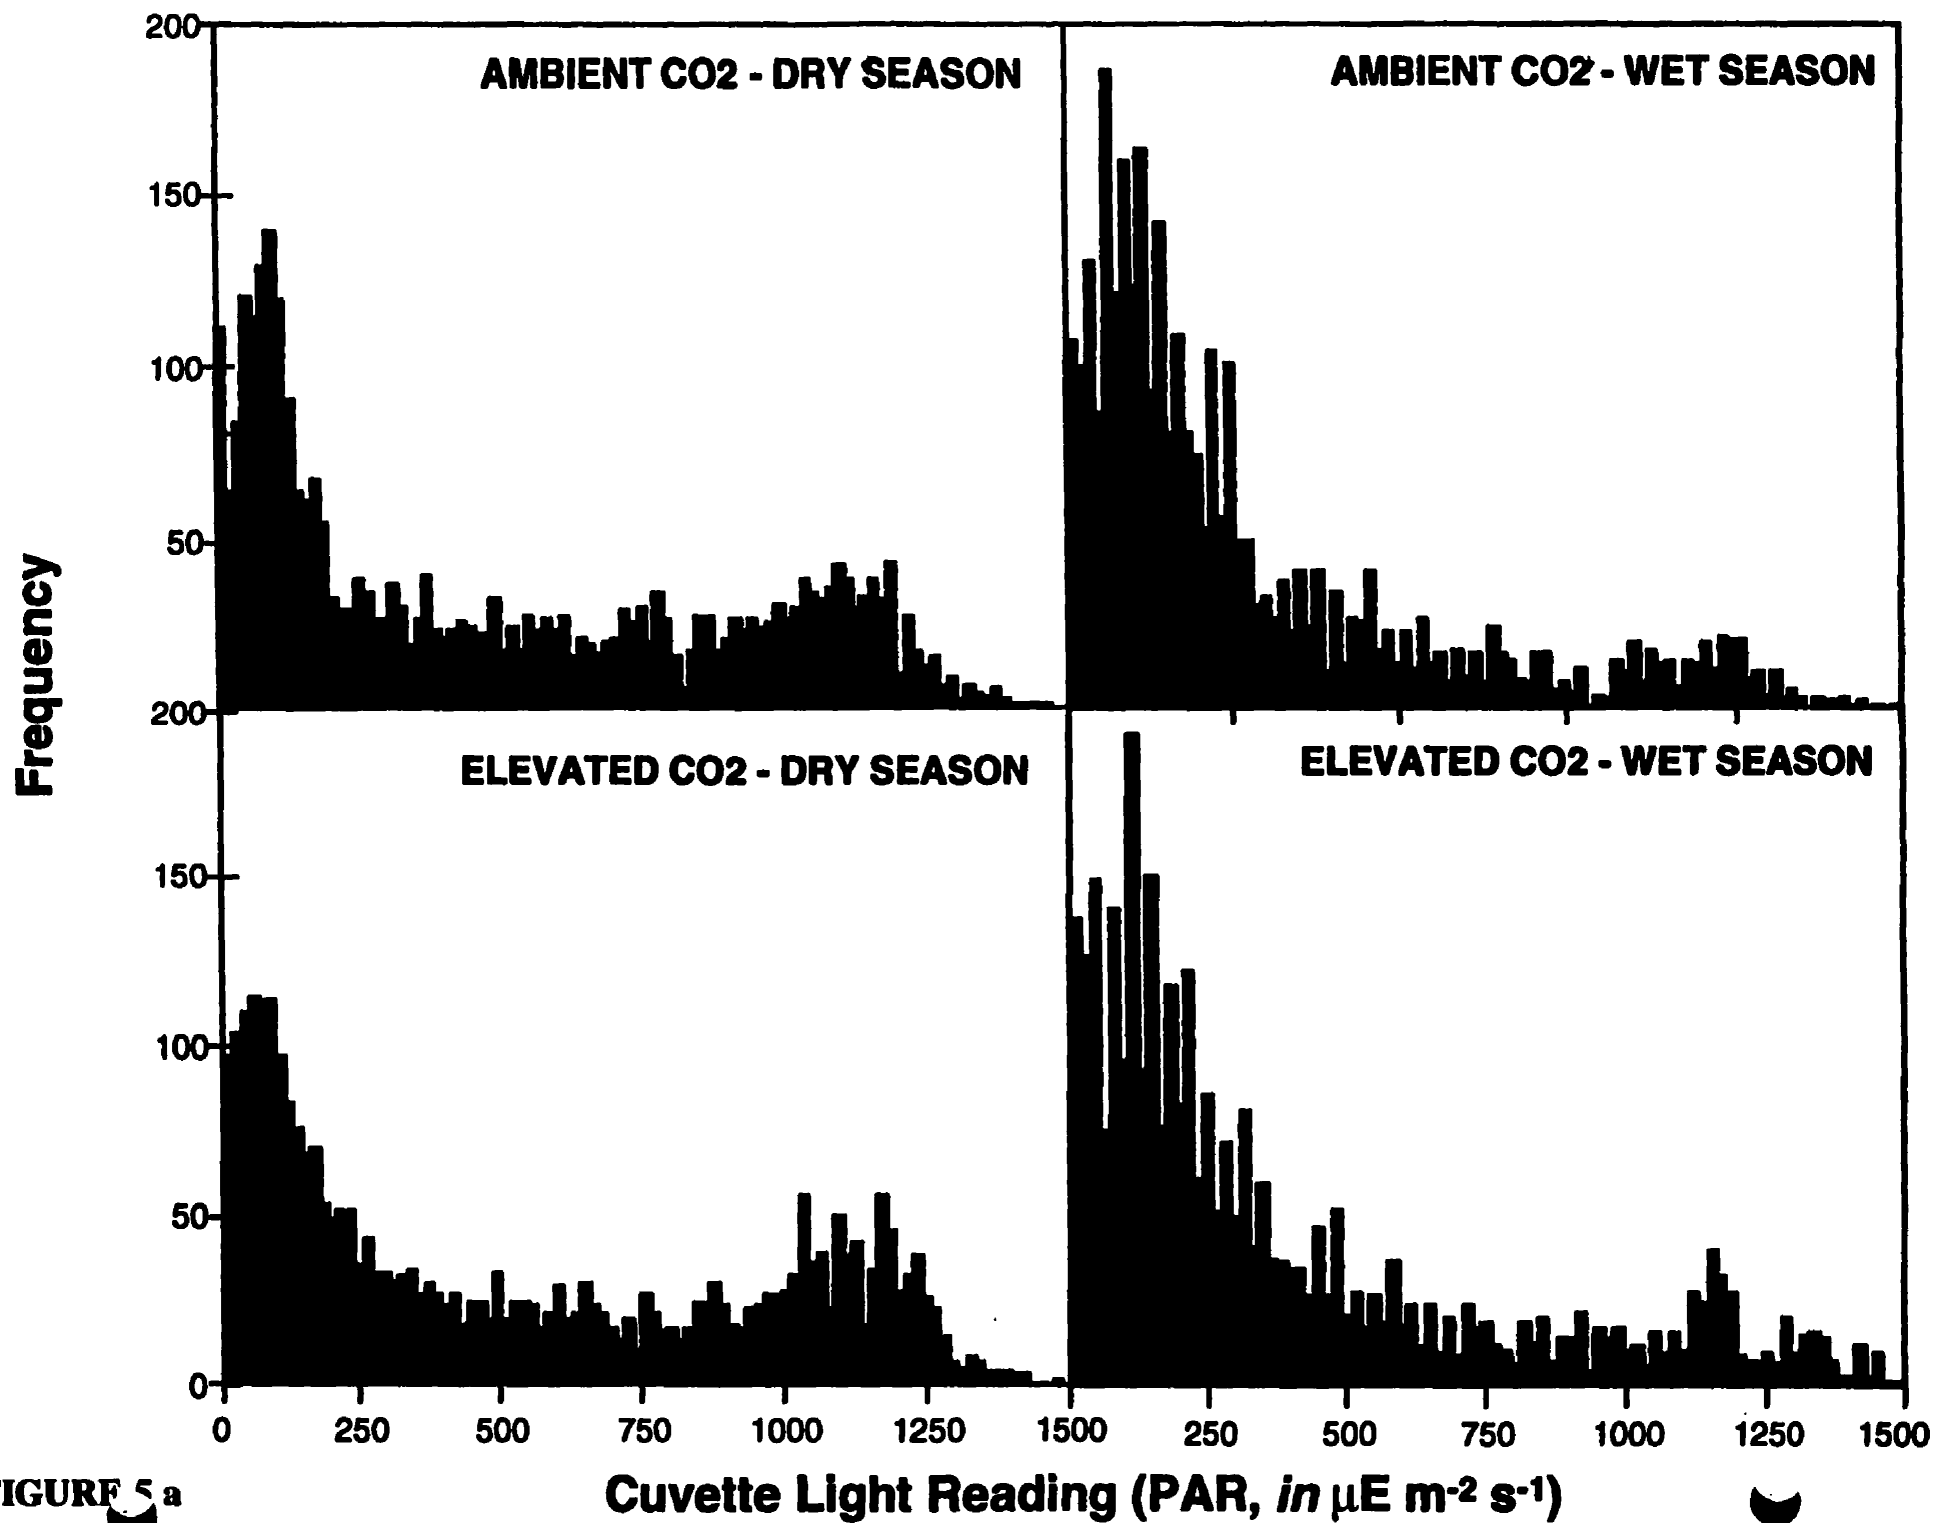 200
AMBIENT CO2 - DRY SEASON
AMBIENT CO2 - WET SEASON
150
100
50
Frequency
200
ELEVATED CO2 - DRY SEASON
ELEVATED CO2 - WET SEASON
150
100
50
0
0 250 500 750 1000 1250 1500 250 500 750 1000 1250 1500
Cuvette Light Reading (PAR, in µE m-2 s-1)
IGURE 5 a